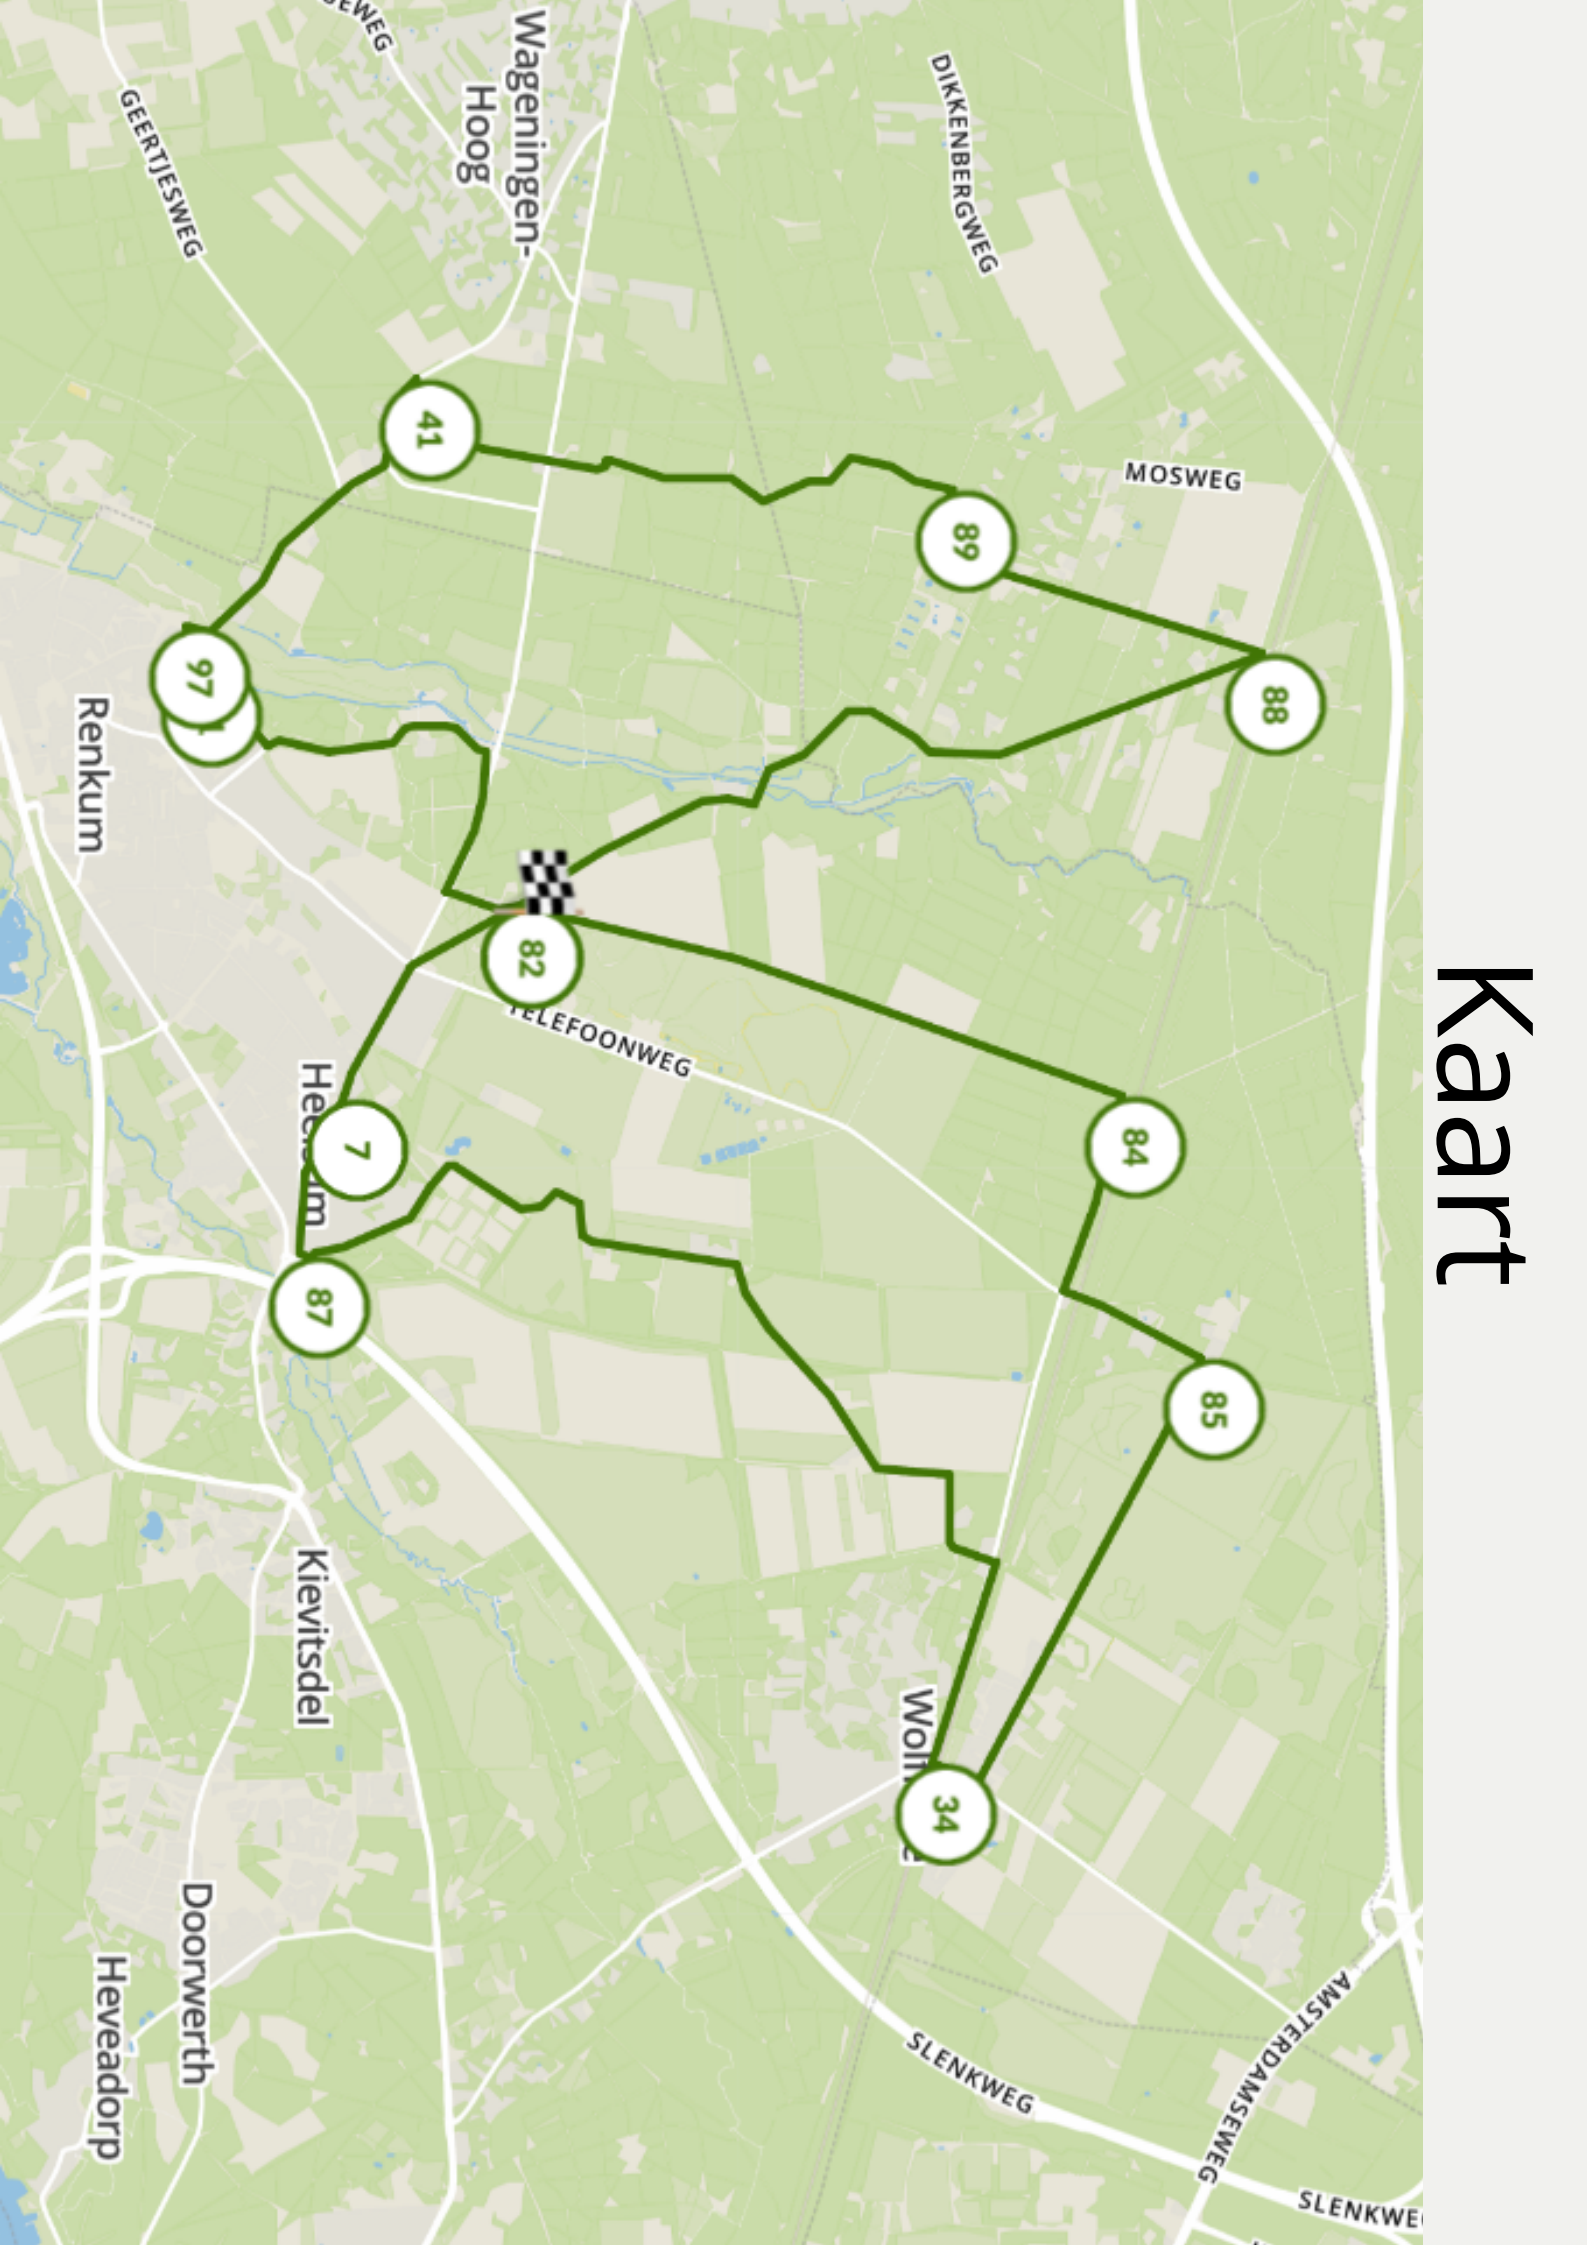 Kaart
MOSWEG
DIKKENBERGWEG
Wageningen-
Hoog
GEERTJESWEG
88
89
41
97
82
84
85
34
7
87
TELEFOONWEG
Renkum
Kievitsdel
Doorwerth
Heveadorp
AMSTERDAMSEWEG
SLENKWEG